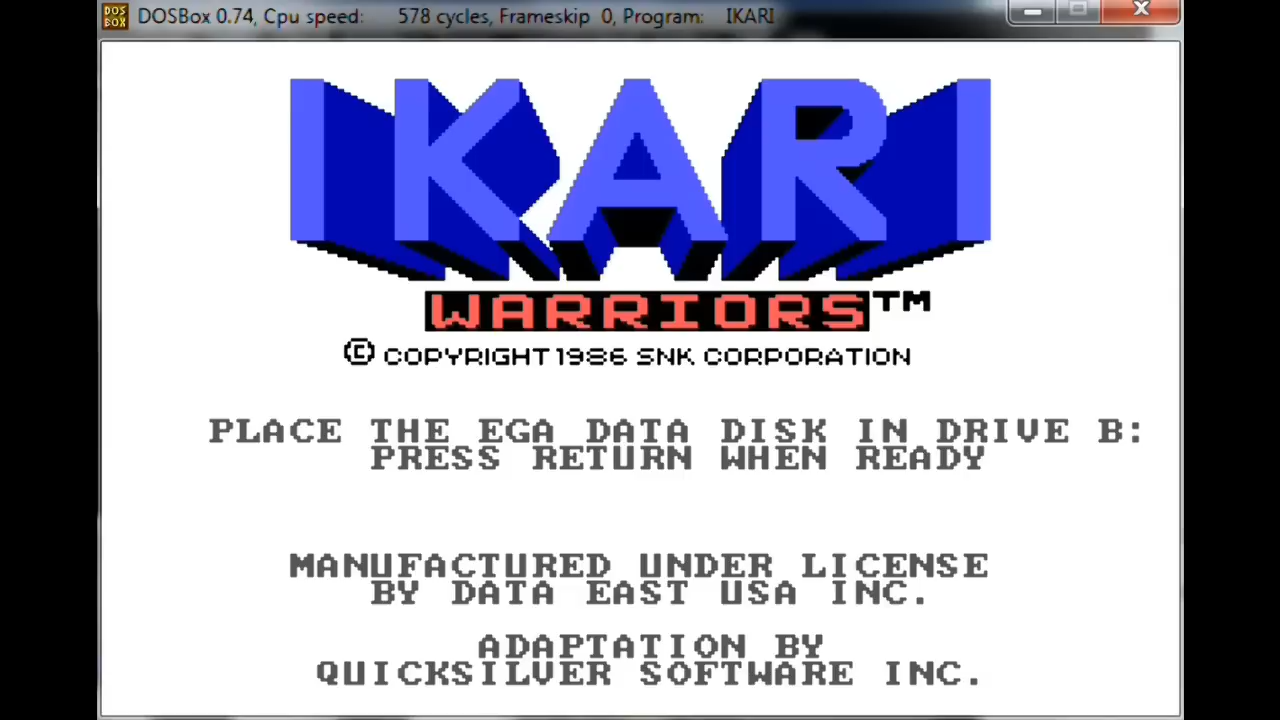 DOS
BOX
DOSBox 0.74, Cpu speed: 578 cycles, Frameskip 0, Program: IKARI
IKARI
WARRIORS™
© COPYRIGHT 1986 SNK CORPORATION
PLACE THE EGA DATA DISK IN DRIVE B:
PRESS RETURN WHEN READY
MANUFACTURED UNDER LICENSE
BY DATA EAST USA INC.
ADAPTATION BY
QUICKSILVER SOFTWARE INC.